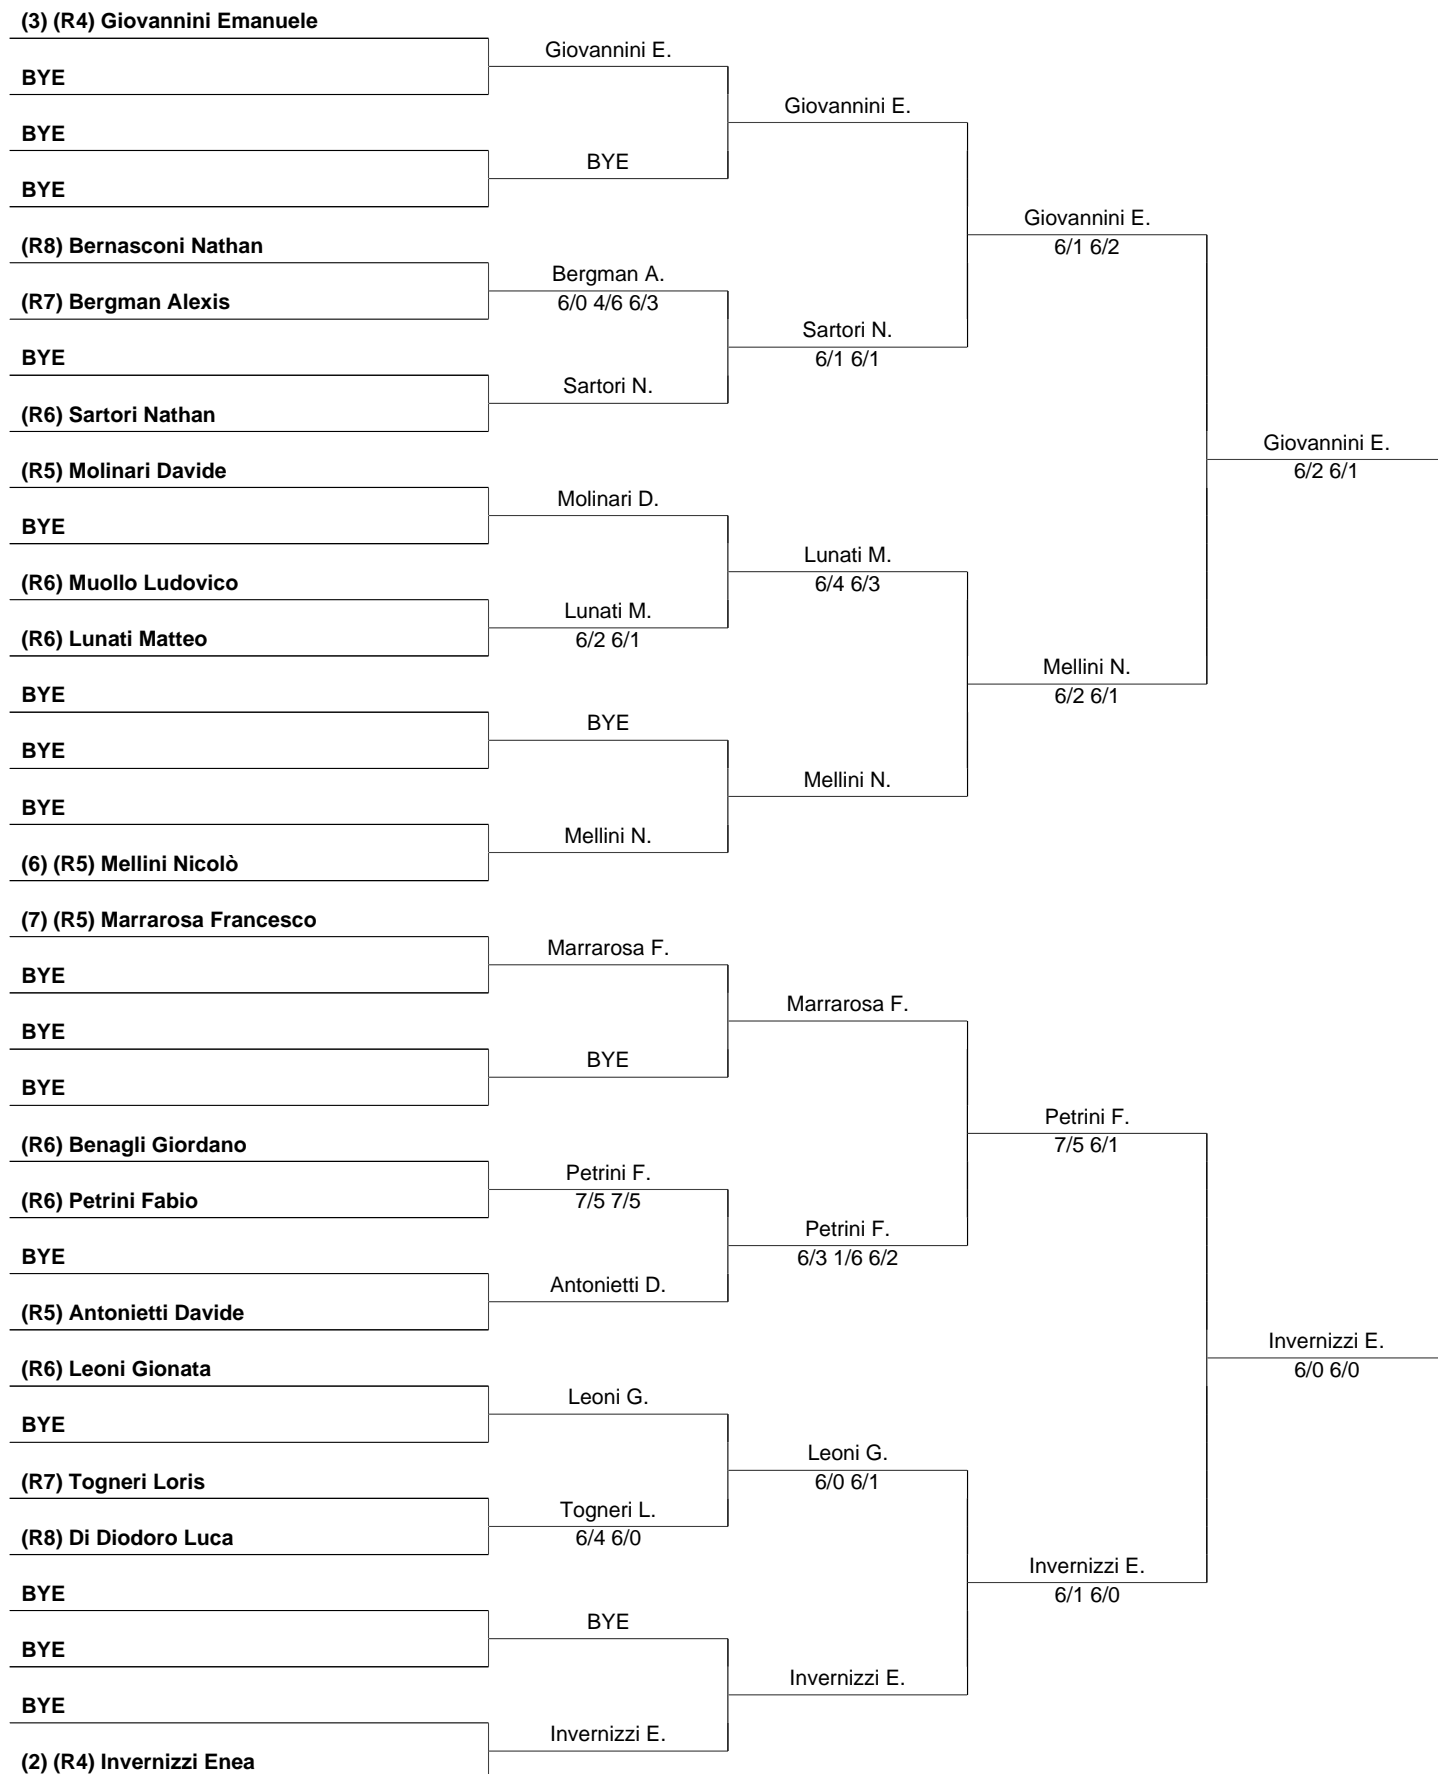 (3) (R4) Giovannini Emanuele
Giovannini E.
BYE
Giovannini E.
BYE
BYE
BYE
Giovannini E.
6/1 6/2
(R8) Bernasconi Nathan
Bergman A.
6/0 4/6 6/3
(R7) Bergman Alexis
Sartori N.
6/1 6/1
BYE
Sartori N.
(R6) Sartori Nathan
Giovannini E.
6/2 6/1
(R5) Molinari Davide
Molinari D.
BYE
Lunati M.
6/4 6/3
(R6) Muollo Ludovico
Lunati M.
6/2 6/1
(R6) Lunati Matteo
Mellini N.
6/2 6/1
BYE
BYE
BYE
Mellini N.
BYE
Mellini N.
(6) (R5) Mellini Nicolò
(7) (R5) Marrarosa Francesco
Marrarosa F.
BYE
Marrarosa F.
BYE
BYE
BYE
Petrini F.
7/5 6/1
(R6) Benagli Giordano
Petrini F.
7/5 7/5
(R6) Petrini Fabio
Petrini F.
6/3 1/6 6/2
BYE
Antonietti D.
(R5) Antonietti Davide
Invernizzi E.
6/0 6/0
(R6) Leoni Gionata
Leoni G.
BYE
Leoni G.
6/0 6/1
(R7) Togneri Loris
Togneri L.
6/4 6/0
(R8) Di Diodoro Luca
Invernizzi E.
6/1 6/0
BYE
BYE
BYE
Invernizzi E.
BYE
Invernizzi E.
(2) (R4) Invernizzi Enea